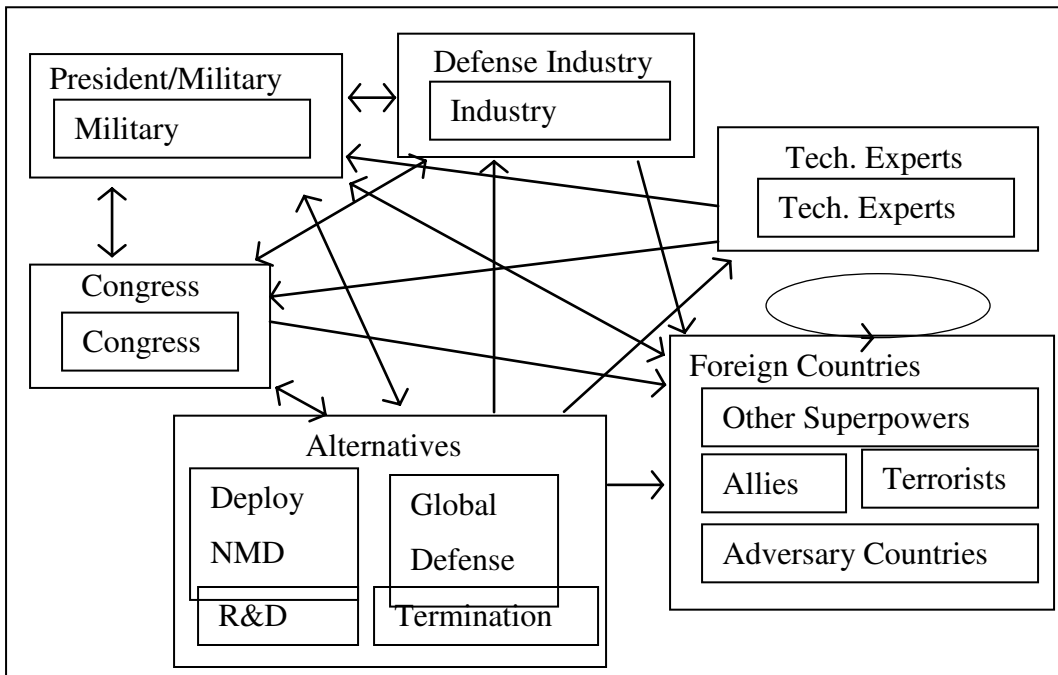 President/Military
Military
Defense Industry
Industry
Tech. Experts
Tech. Experts
Congress
Congress
Foreign Countries
Other Superpowers
Allies
Terrorists
Adversary Countries
Alternatives
Deploy
NMD
Global
Defense
R&D
Termination